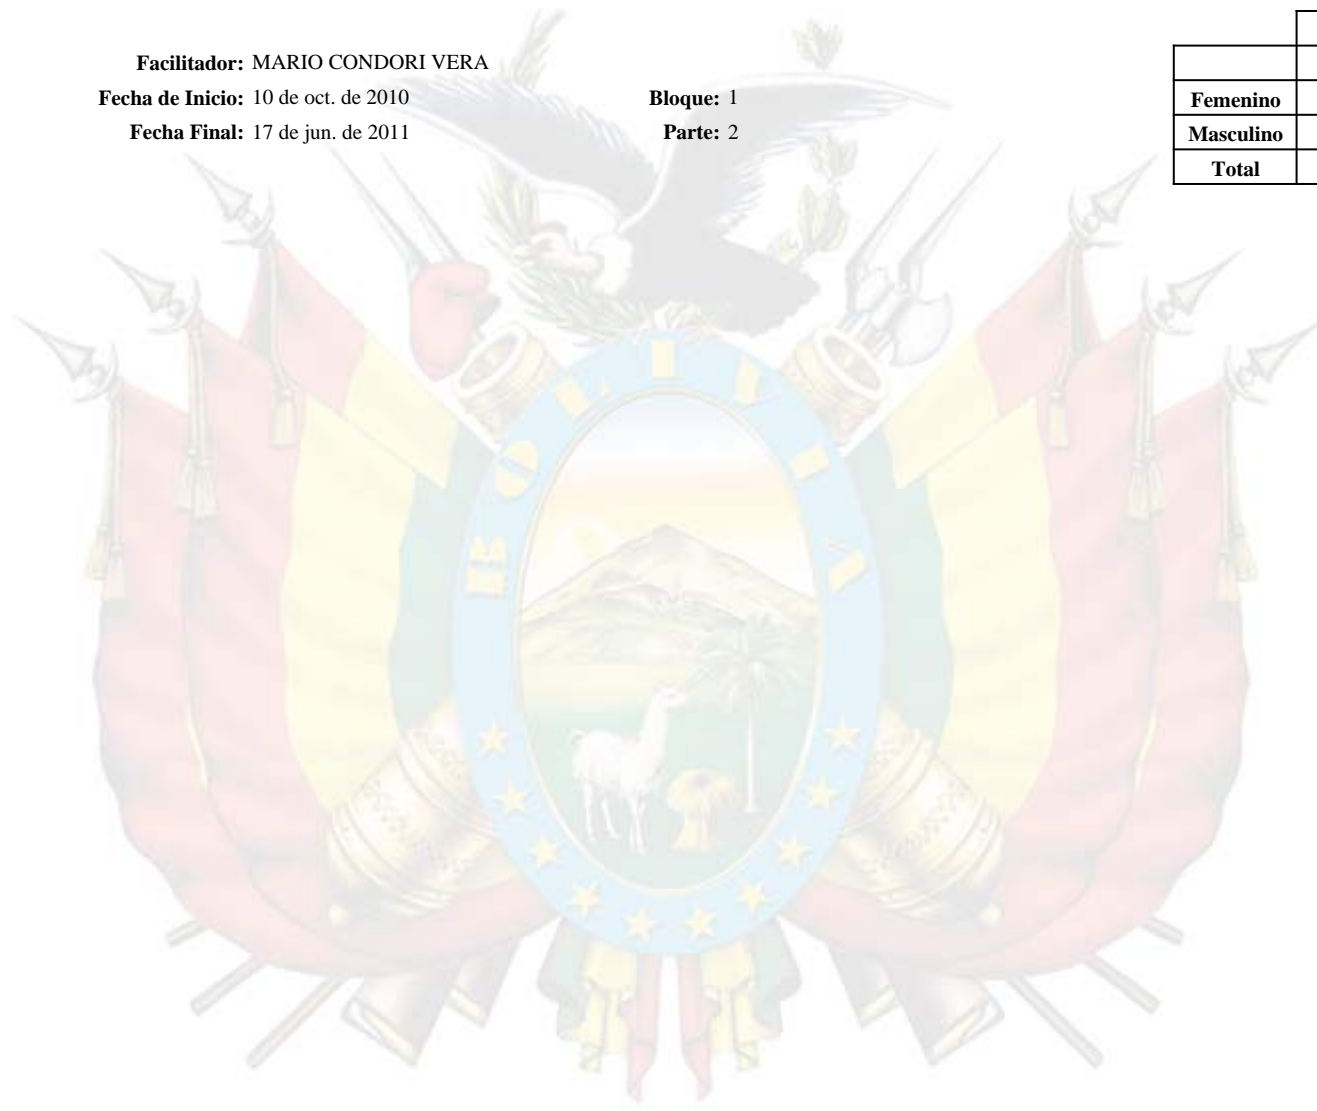 Facilitador: MARIO CONDORI VERA
Fecha de Inicio: 10 de oct. de 2010 Bloque: 1
Fecha Final: 17 de jun. de 2011 Parte: 2
Femenino
Masculino
Total
BOLIVIA